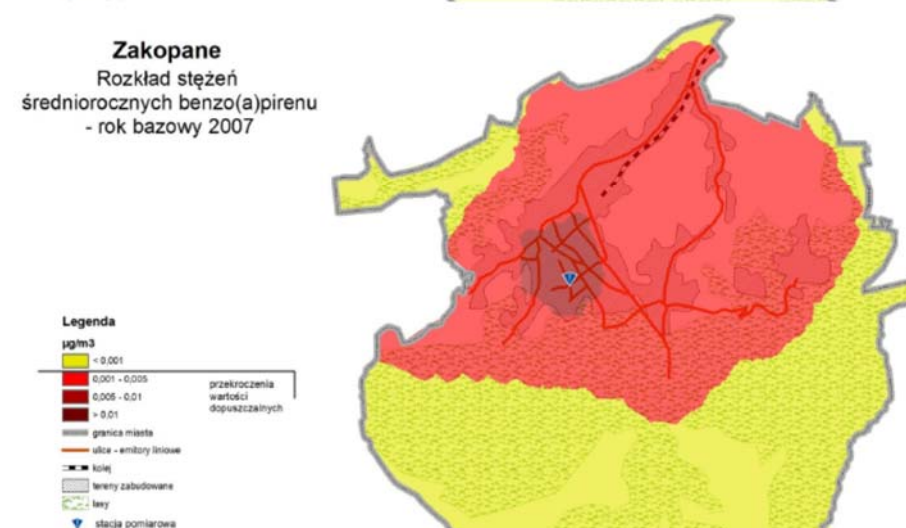 Zakopane
Rozkład stężeń
średniorocznych benzo(a)pirenu
- rok bazowy 2007
Legenda
µg/m3
< 0,001
0,001 - 0,005
0,005 - 0,01
> 0,01
przekroczenia
wartości
dopuszczalnych
granica miasta
ulice - emitory liniowe
kolej
tereny zabudowane
lasy
stacja pomiarowa